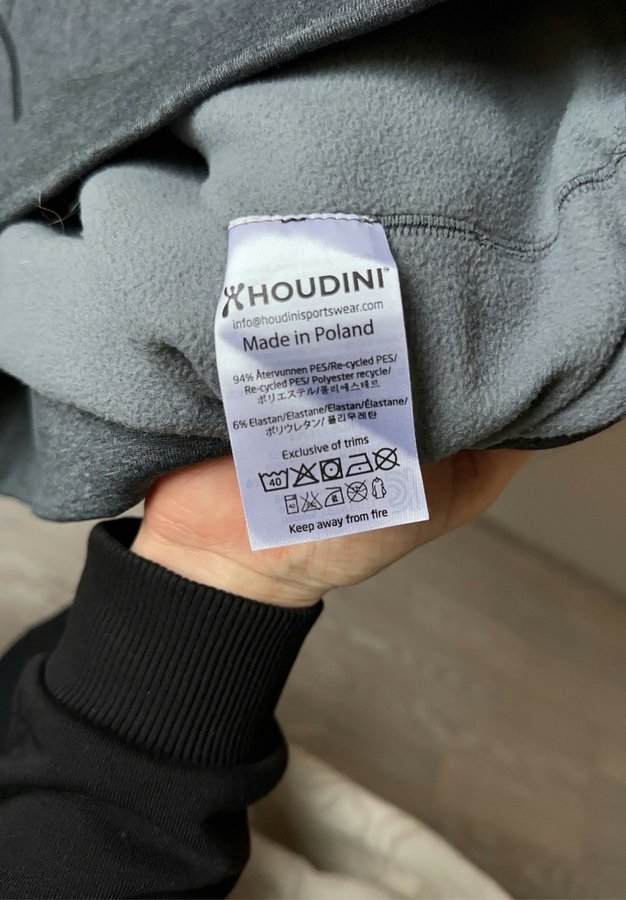 HOUDINI
info@houdinisportswear.com
Made in Poland
94% Återvunnen PES/Re-cycled PES/
Re-cycled PES/ Polyester recycle/
ポリエステル/폴리에스테르
6% Elastan/Elastane/Elastan/Élastane/
ポリウレタン/ 폴리우레탄
Exclusive of trims
40
40
Keep away from fire